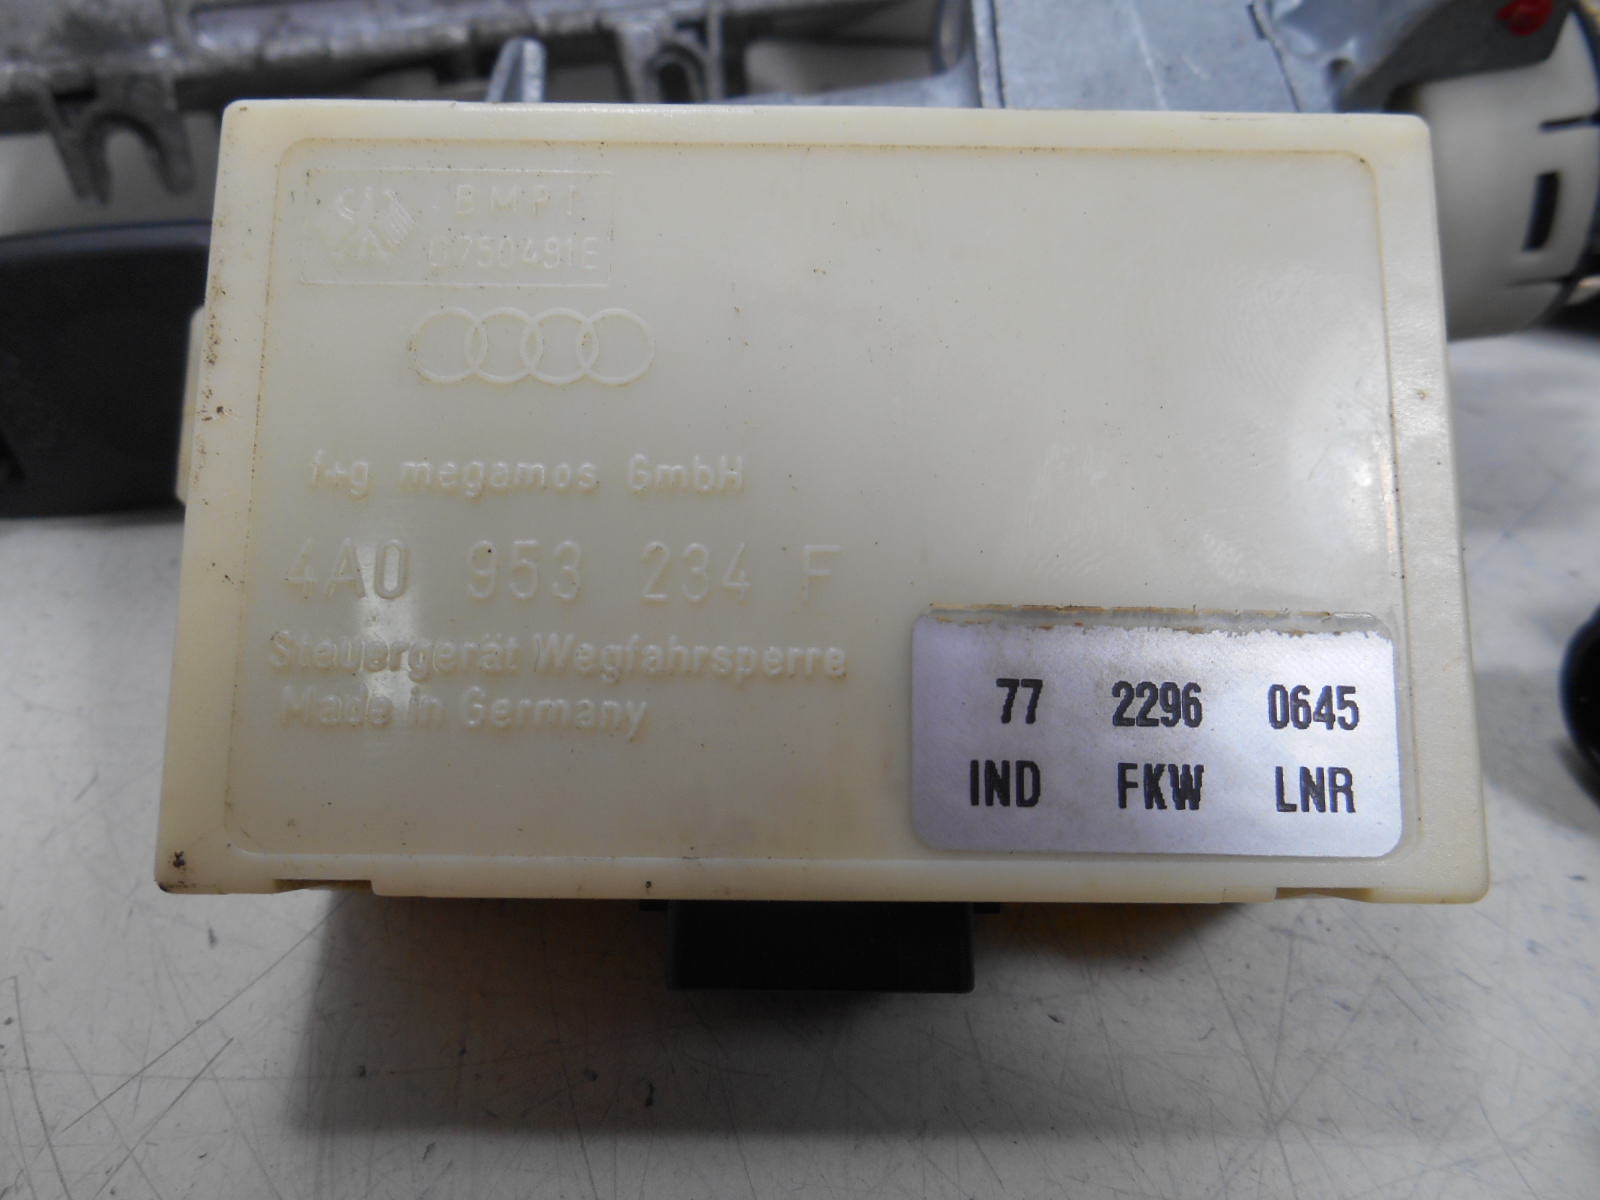 BMPT
G750491E
f+g megamos GmbH
4A0 953 234 F
Steuergerät Wegfahrsperre
Made in Germany
77 2296 0645
IND FKW LNR